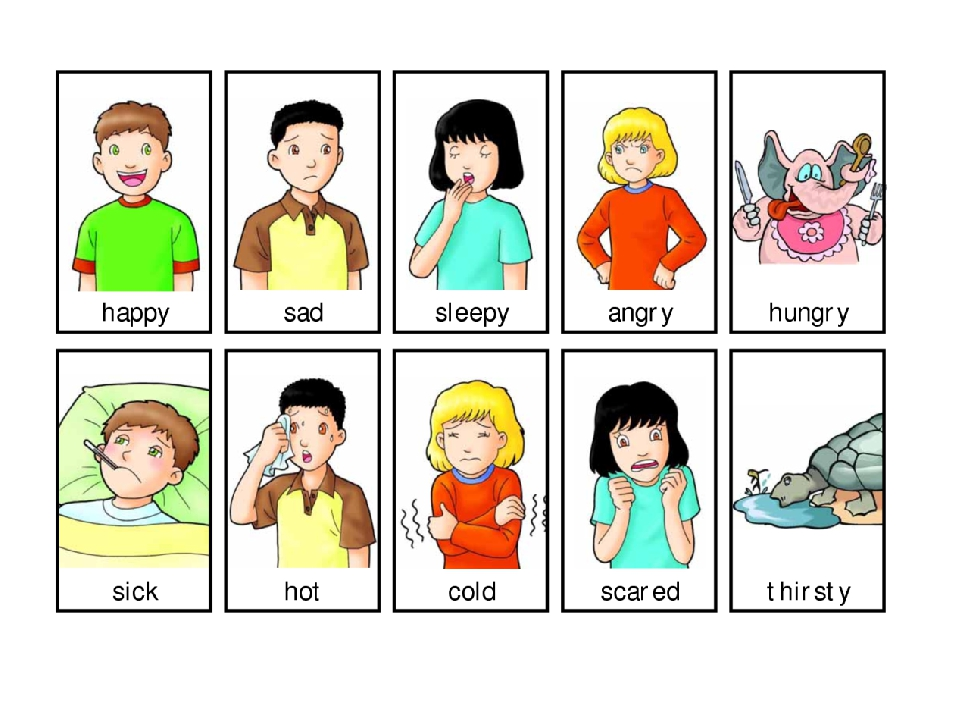 happy
sad
sleepy
angry
hungry
sick
hot
cold
scared
thirsty